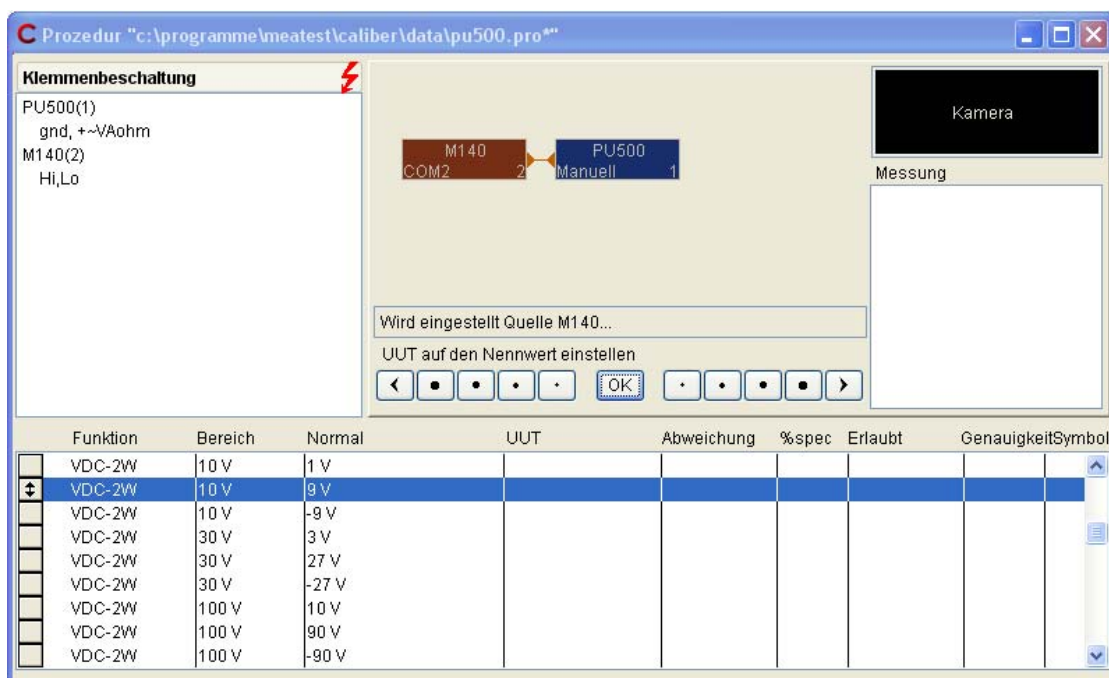 C Prozedur "c:\programme\meatest\caliber\data\pu500.pro*"
Klemmenbeschaltung
PU500(1)
gnd, +~VAohm
M140(2)
Hi,Lo
M140
COM2 2
PU500
Manuell 1
Kamera
Messung
Wird eingestellt Quelle M140...
UUT auf den Nennwert einstellen
OK
Funktion Bereich Normal UUT Abweichung %spec Erlaubt Genauigkeit Symbol
VDC-2W 10 V 1 V
VDC-2W 10 V 9 V
VDC-2W 10 V -9 V
VDC-2W 30 V 3 V
VDC-2W 30 V 27 V
VDC-2W 30 V -27 V
VDC-2W 100 V 10 V
VDC-2W 100 V 90 V
VDC-2W 100 V -90 V